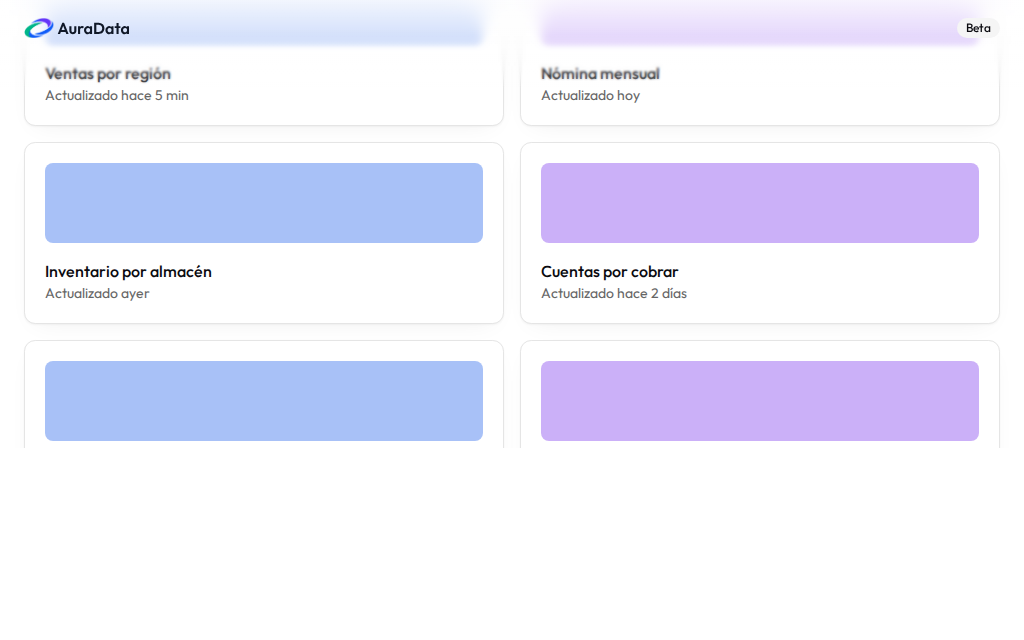 AuraData
Beta
Ventas por región
Actualizado hace 5 min
Nómina mensual
Actualizado hoy
Inventario por almacén
Actualizado ayer
Cuentas por cobrar
Actualizado hace 2 días